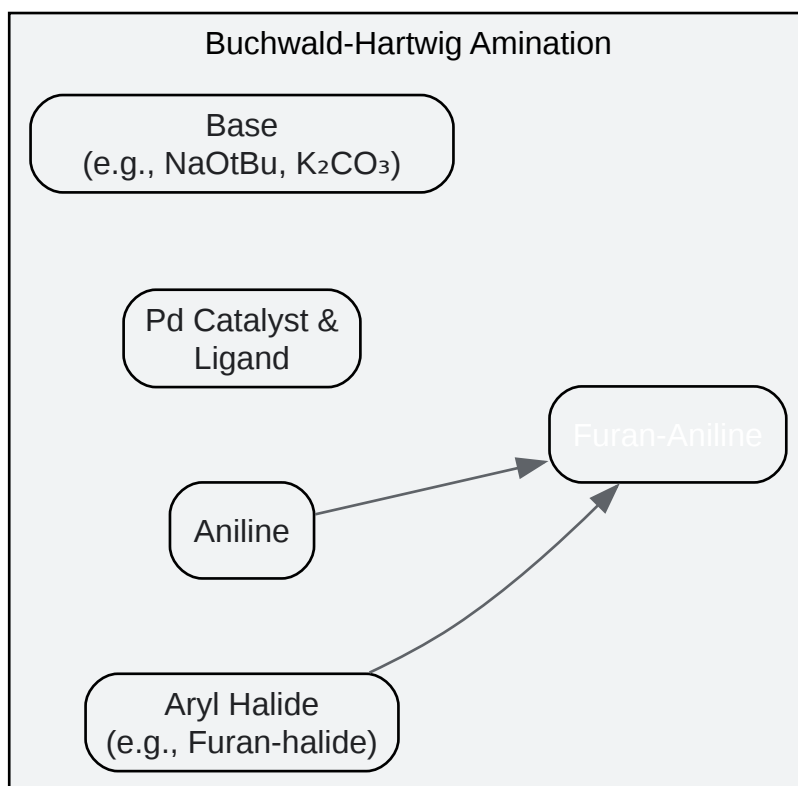 Buchwald-Hartwig Amination
Base
(e.g., NaOtBu, K₂CO₃)
Pd Catalyst &
Ligand
Furan-Aniline
Aniline
Aryl Halide
(e.g., Furan-halide)